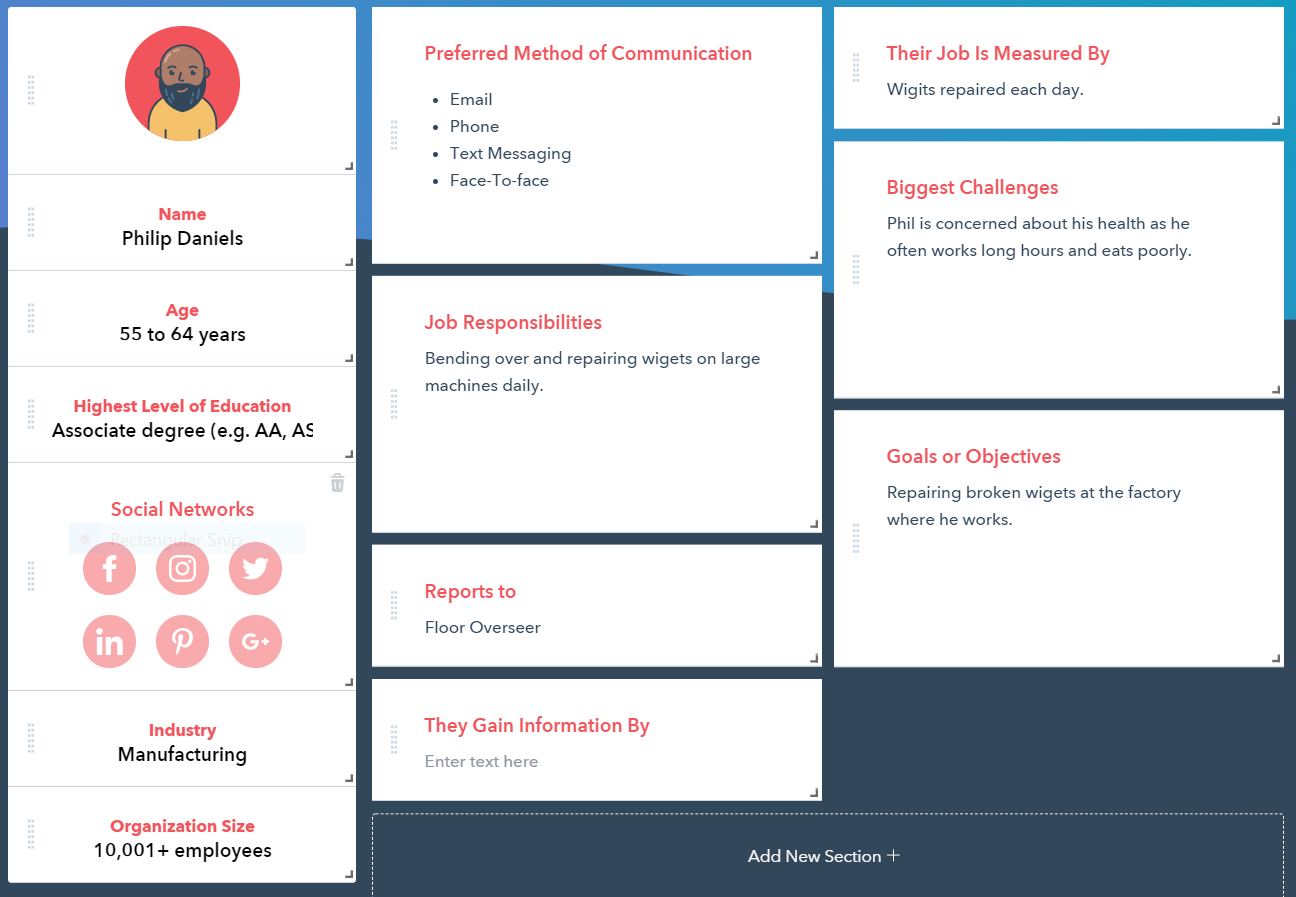 Name
Philip Daniels
Age
55 to 64 years
Highest Level of Education
Associate degree (e.g. AA, AS
Social Networks
Rectangular Snip
f
in
G+
Industry
Manufacturing
Organization Size
10,001+ employees
Preferred Method of Communication
• Email
• Phone
• Text Messaging
• Face-To-face
Job Responsibilities
Bending over and repairing wigets on large
machines daily.
Reports to
Floor Overseer
They Gain Information By
Enter text here
Their Job Is Measured By
Wigits repaired each day.
Biggest Challenges
Phil is concerned about his health as he
often works long hours and eats poorly.
Goals or Objectives
Repairing broken wigets at the factory
where he works.
Add New Section +